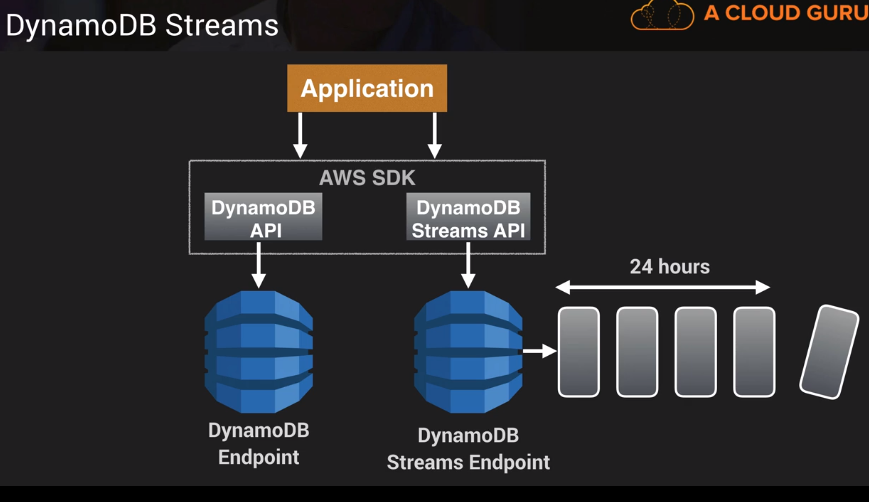 DynamoDB Streams
A CLOUD GURU
Application
AWS SDK
DynamoDB
API
DynamoDB
Streams API
24 hours
DynamoDB
Endpoint
DynamoDB
Streams Endpoint